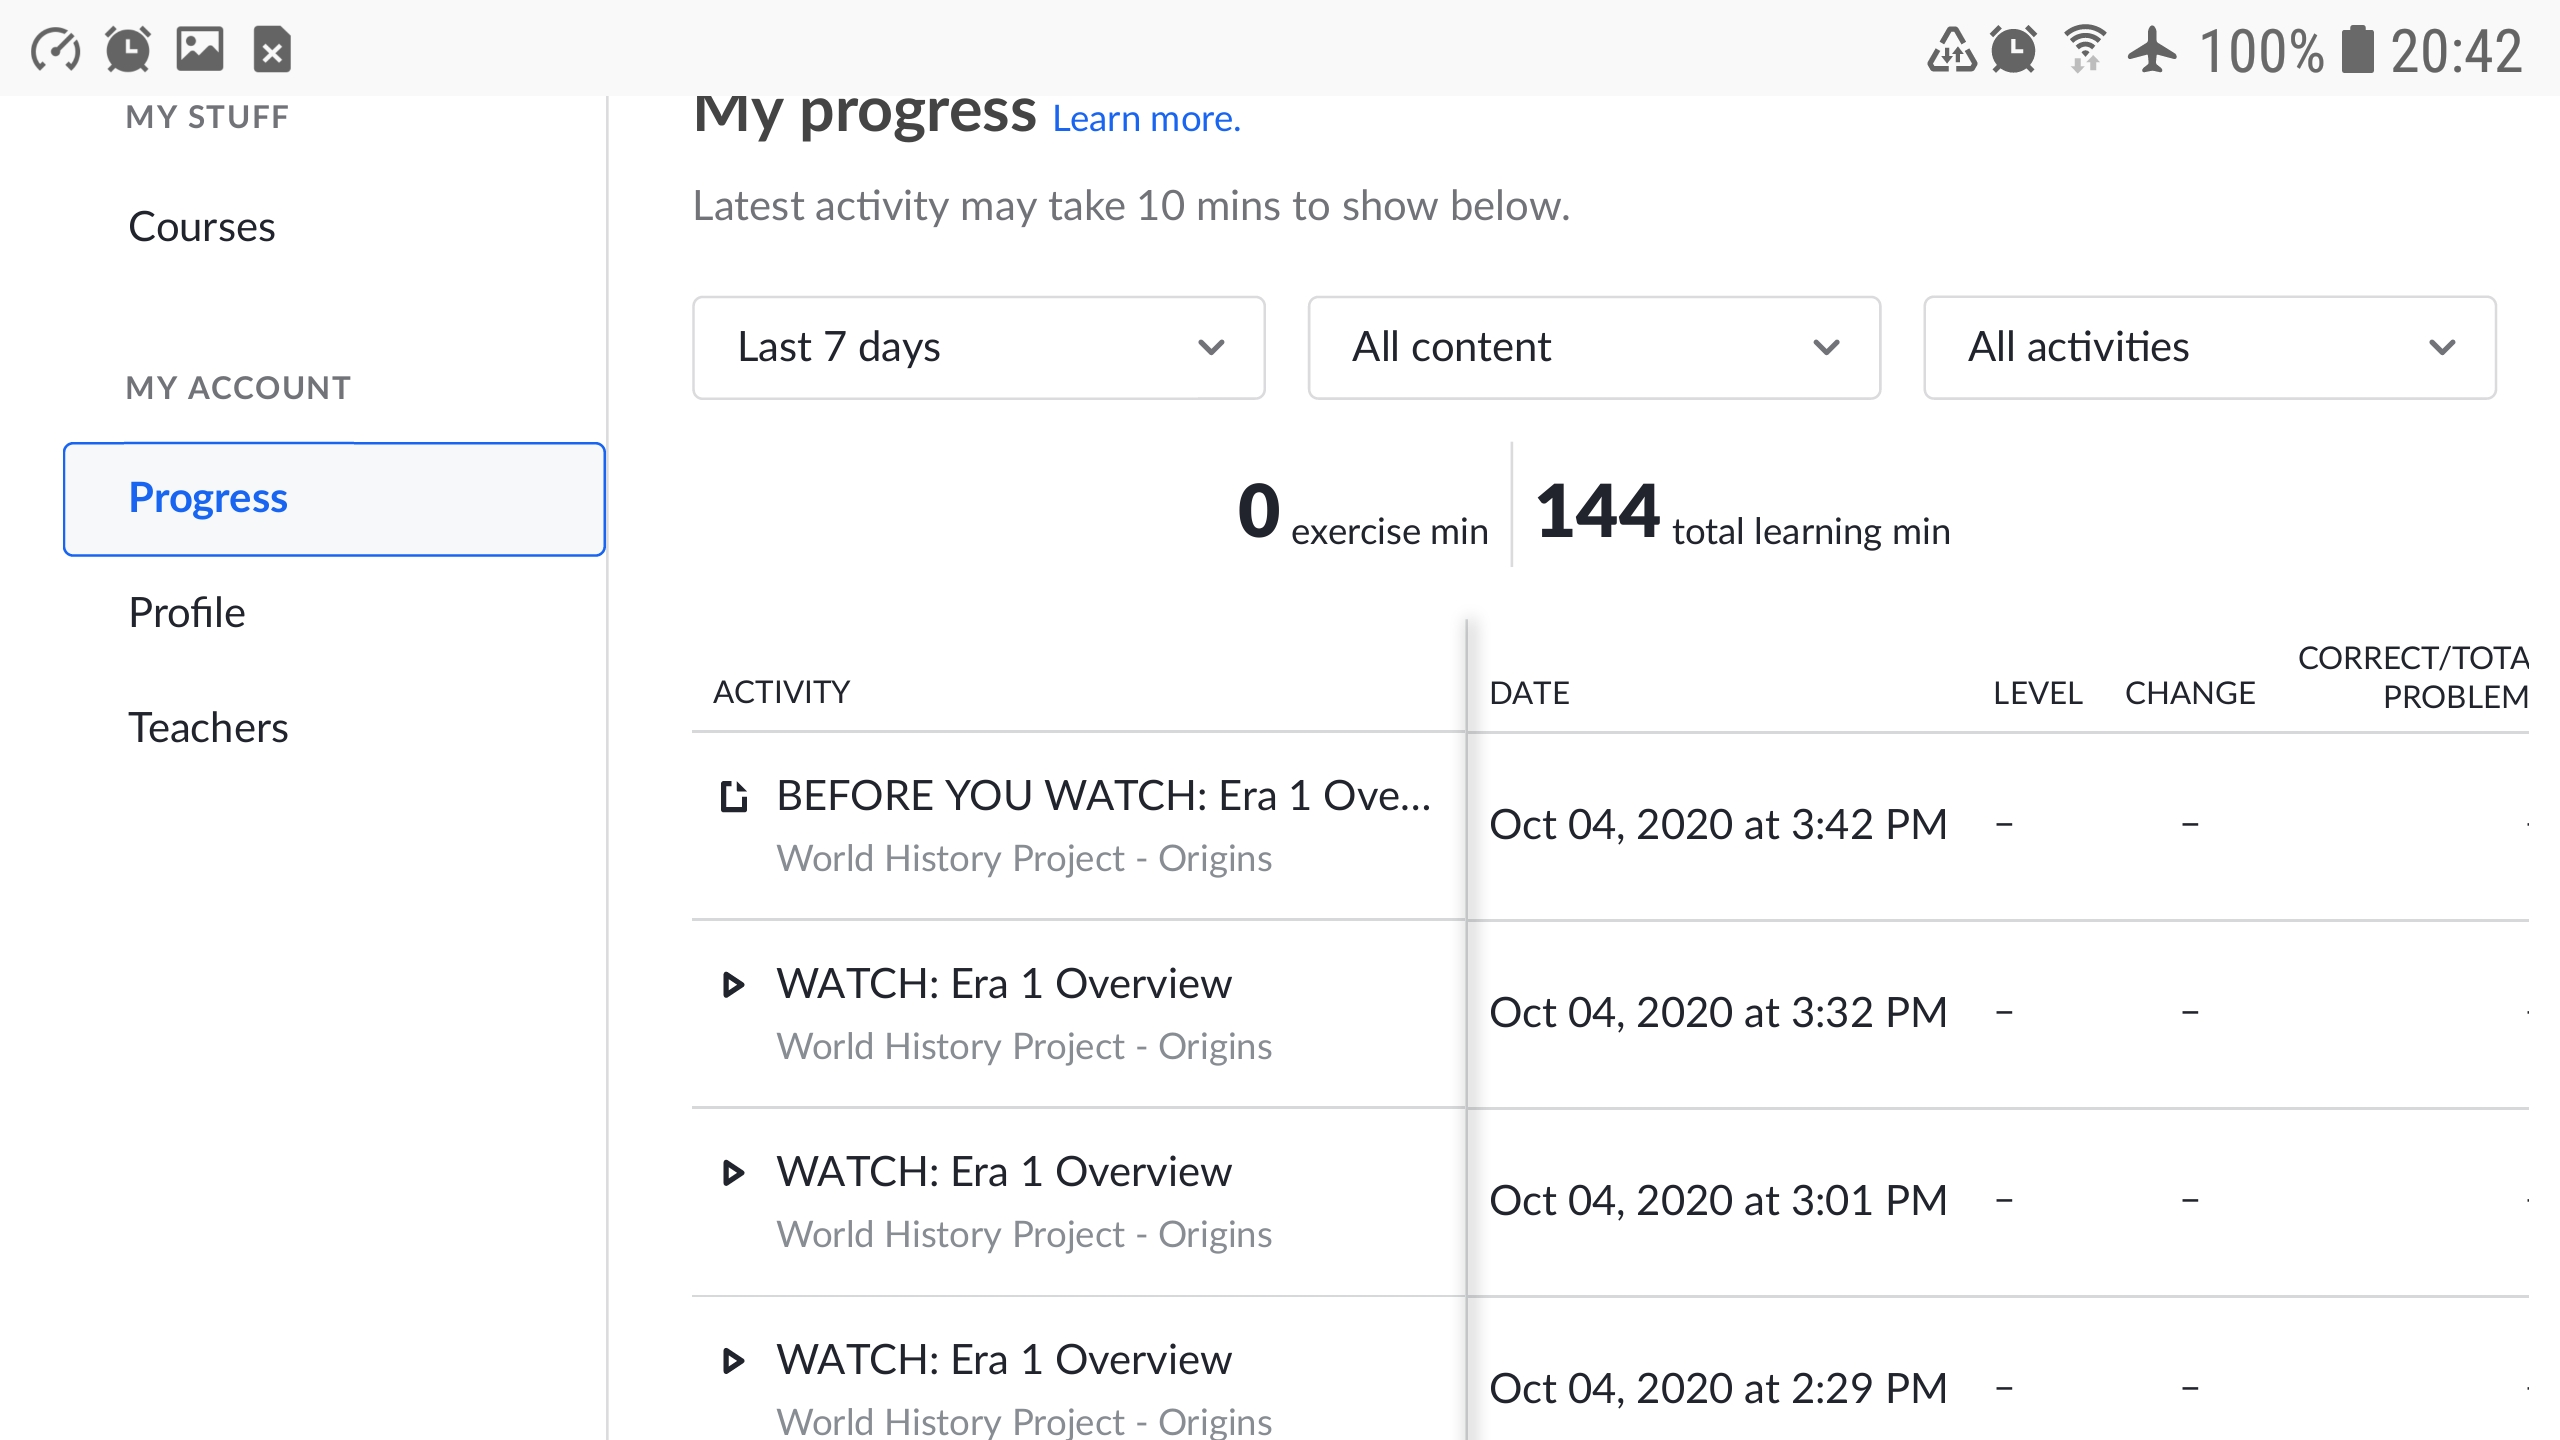 100% 20:42
MY STUFF
Courses
MY ACCOUNT
Progress
Profile
Teachers
My progress Learn more.
Latest activity may take 10 mins to show below.
Last 7 days
All content
All activities
0 exercise min
144 total learning min
ACTIVITY DATE LEVEL CHANGE CORRECT/TOTA
PROBLEM
BEFORE YOU WATCH: Era 1 Ove...
World History Project - Origins
Oct 04, 2020 at 3:42 PM – –
WATCH: Era 1 Overview
World History Project - Origins
Oct 04, 2020 at 3:32 PM – –
WATCH: Era 1 Overview
World History Project - Origins
Oct 04, 2020 at 3:01 PM – –
WATCH: Era 1 Overview
World History Project - Origins
Oct 04, 2020 at 2:29 PM – –